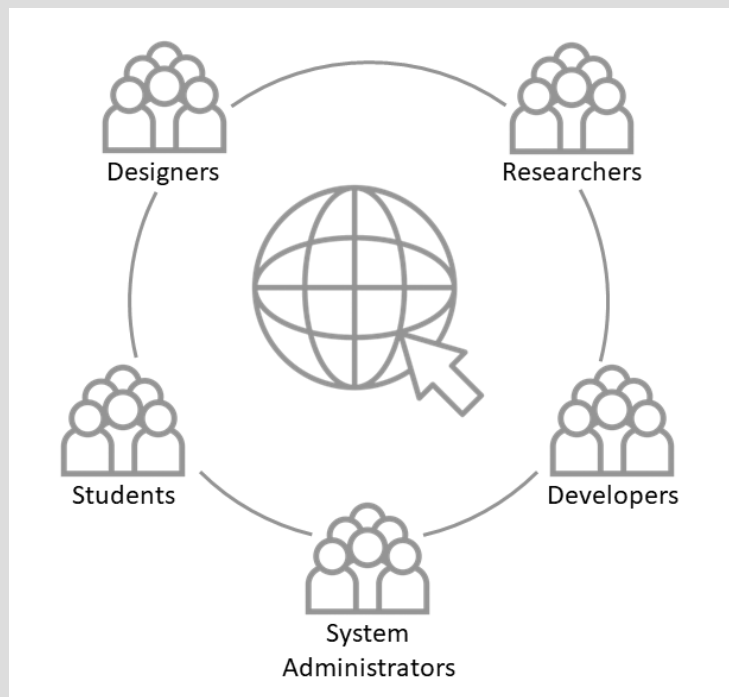 Designers
Researchers
Students
Developers
System
Administrators